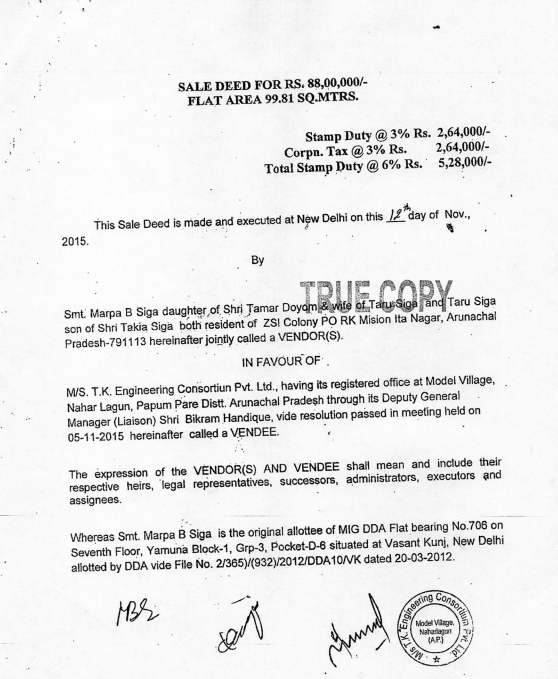 SALE DEED FOR RS. 88,00,000/-
FLAT AREA 99.81 SQ.MTRS.
Stamp Duty @ 3% Rs. 2,64,000/-
Corpn. Tax @ 3% Rs. 2,64,000/-
Total Stamp Duty @ 6% Rs. 5,28,000/-
This Sale Deed is made and executed at New Delhi on this 12th day of Nov.,
2015.
By
TRUE COPY
Smt. Marpa B Siga daughter of Shri Tamar Doyom & wife of Taru Siga and Taru Siga
son of Shri Takia Siga both resident of ZSI Colony PO RK Mision Ita Nagar, Arunachal
Pradesh-791113 hereinafter jointly called a VENDOR(S).
IN FAVOUR OF
M/S. T.K. Engineering Consortiun Pvt. Ltd., having its registered office at Model Village,
Nahar Lagun, Papum Pare Distt. Arunachal Pradesh through its Deputy General
Manager (Liaison) Shri Bikram Handique, vide resolution passed in meeting held on
05-11-2015 hereinafter called a VENDEE.
The expression of the VENDOR(S) AND VENDEE shall mean and include their
respective heirs, legal representatives, successors, administrators, executors and
assignees.
Whereas Smt. Marpa B Siga is the original allottee of MIG DDA Flat bearing No.706 on
Seventh Floor, Yamuna Block-1, Grp-3, Pocket-D-6 situated at Vasant Kunj, New Delhi
allotted by DDA vide File No. 2/365)/(932)/2012/DDA10/VK dated 20-03-2012.
MBS
M/s T.K. Engineering Consortium Pvt. Ltd.
Model Village,
Naharlagon
(A.P.)